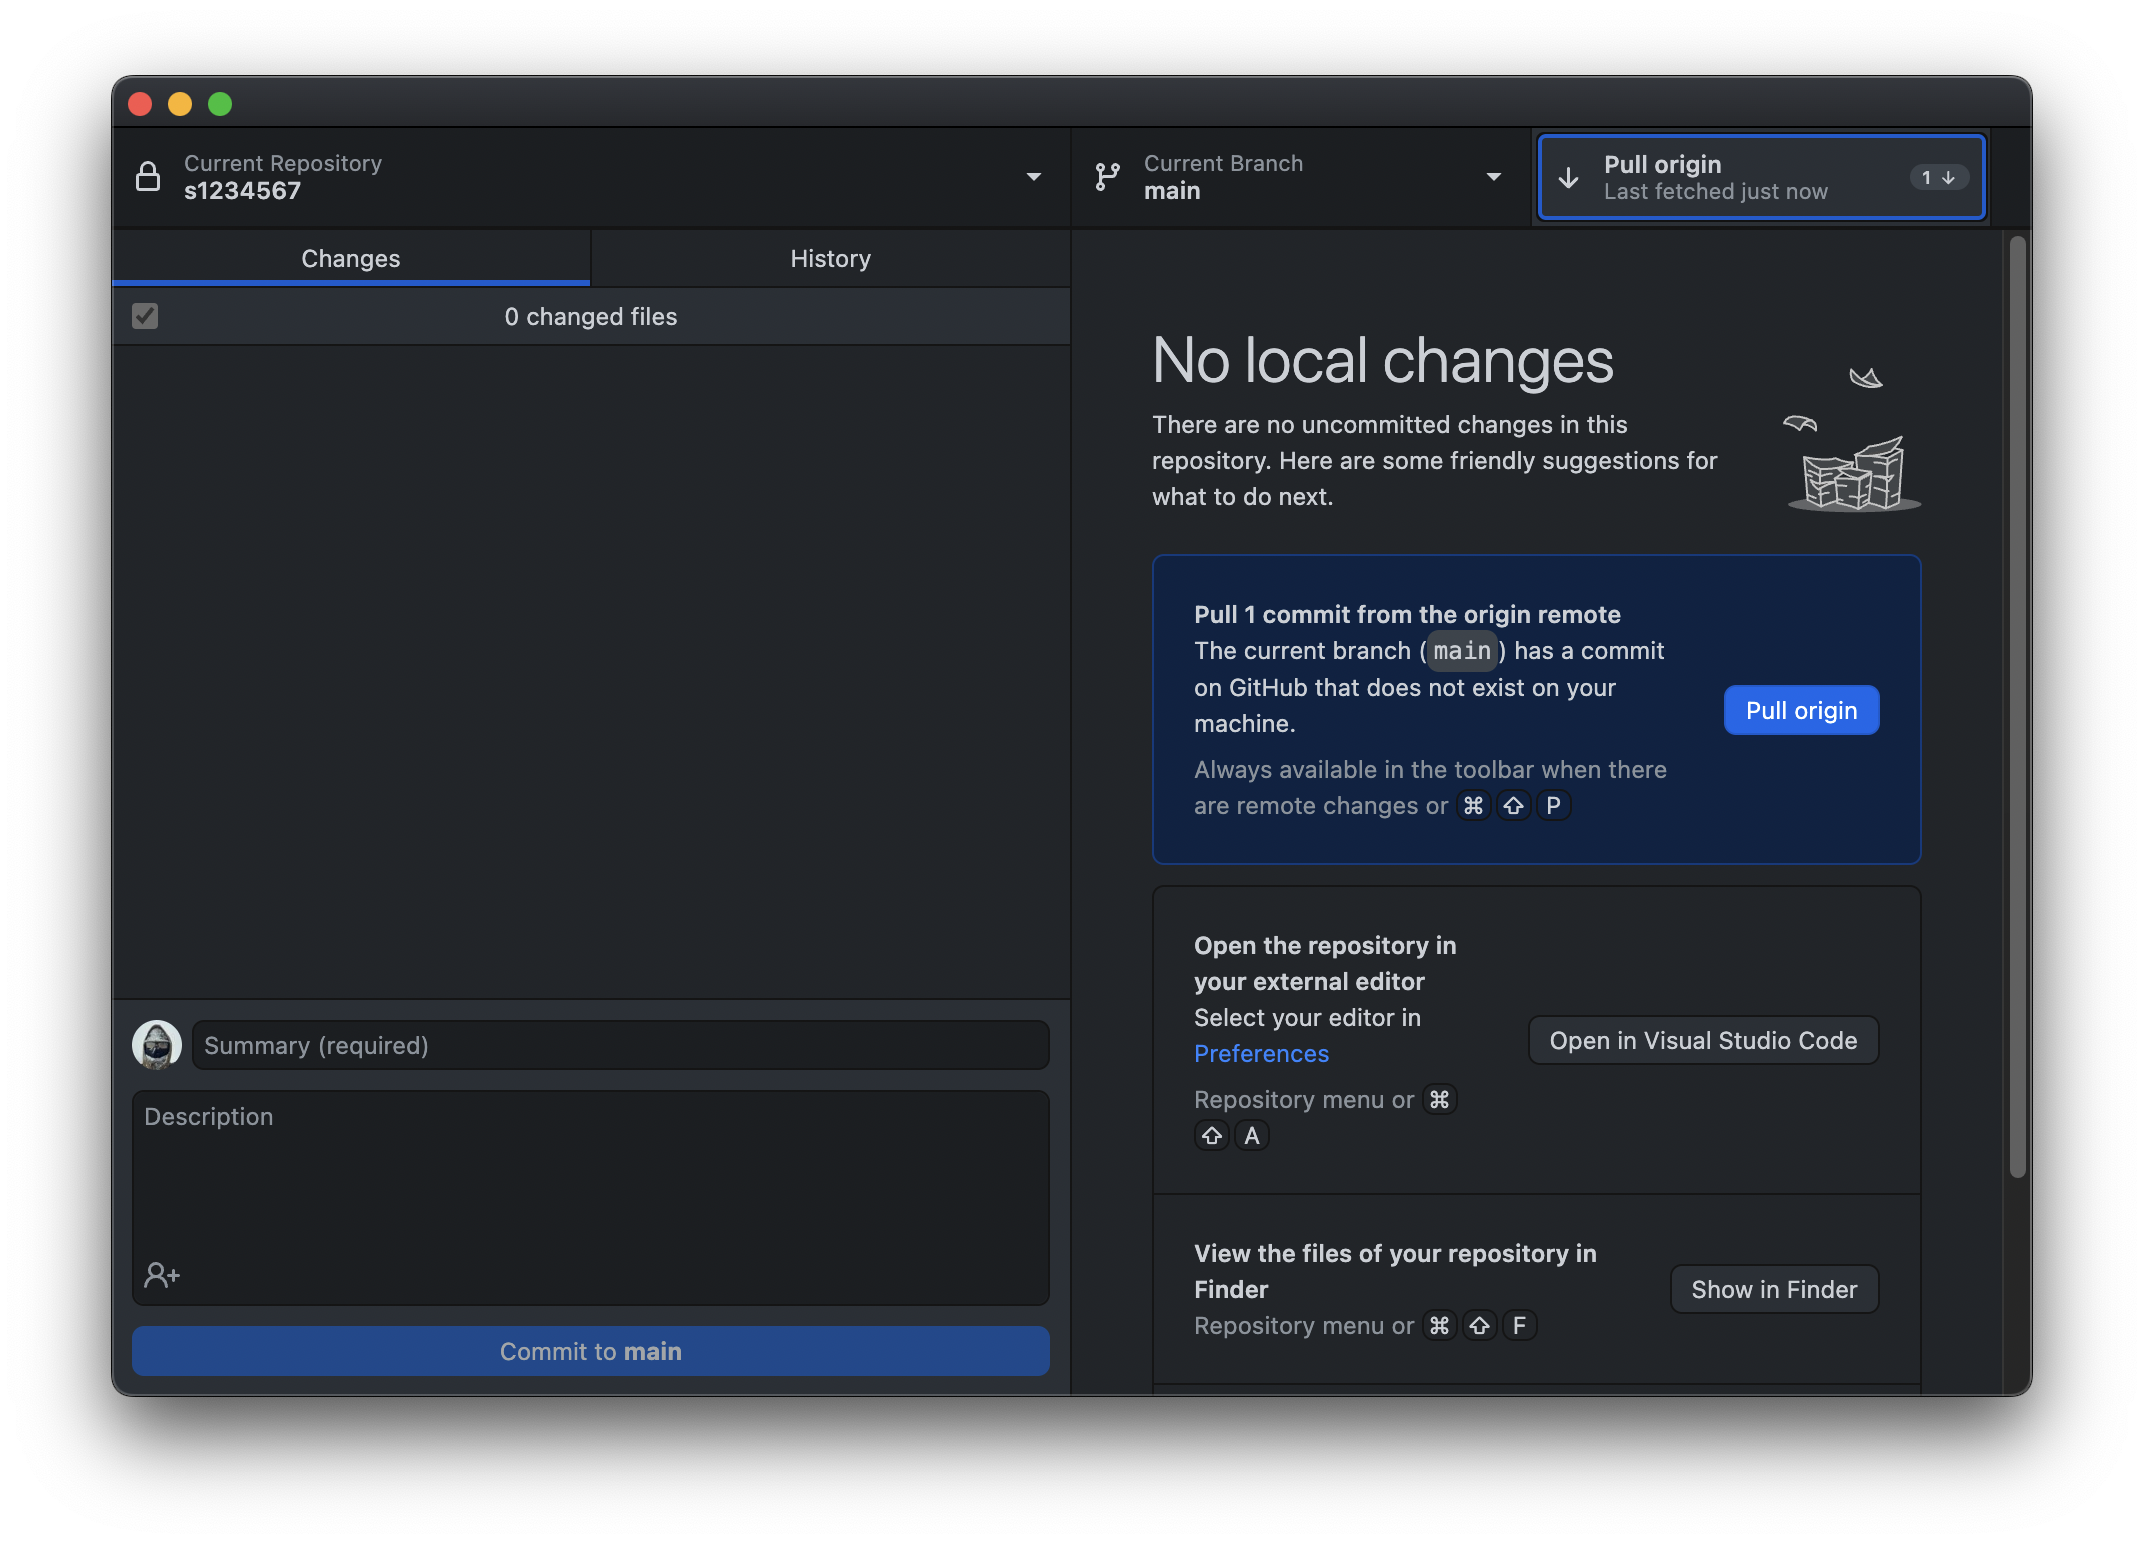 Current Repository
s1234567
Current Branch
main
Pull origin
Last fetched just now
1 ↓
Changes
History
0 changed files
No local changes
There are no uncommitted changes in this
repository. Here are some friendly suggestions for
what to do next.
Pull 1 commit from the origin remote
The current branch (main) has a commit
on GitHub that does not exist on your
machine.
Always available in the toolbar when there
are remote changes or ⌘ ⇧ P
Pull origin
Open the repository in
your external editor
Select your editor in
Preferences
Repository menu or ⌘
⇧ A
Open in Visual Studio Code
View the files of your repository in
Finder
Repository menu or ⌘ ⇧ F
Show in Finder
Summary (required)
Description
Commit to main